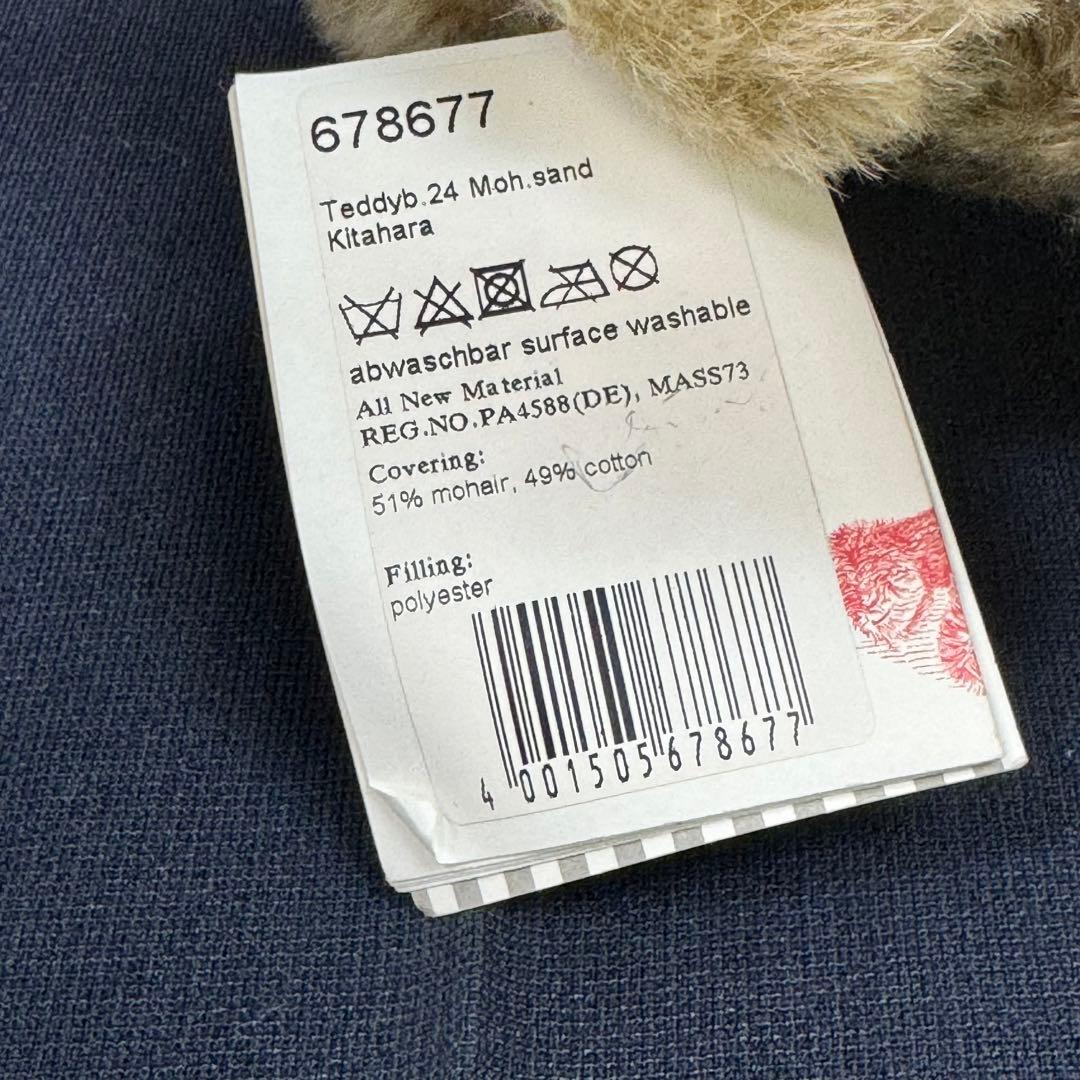 678677
Teddyb.24 Moh.sand
Kitahara
abwaschbar surface washable
All New Material
REG.NO.PA4588(DE), MASS73
Covering:
51% mohair, 49% cotton
Filling:
polyester
4 001505 678677